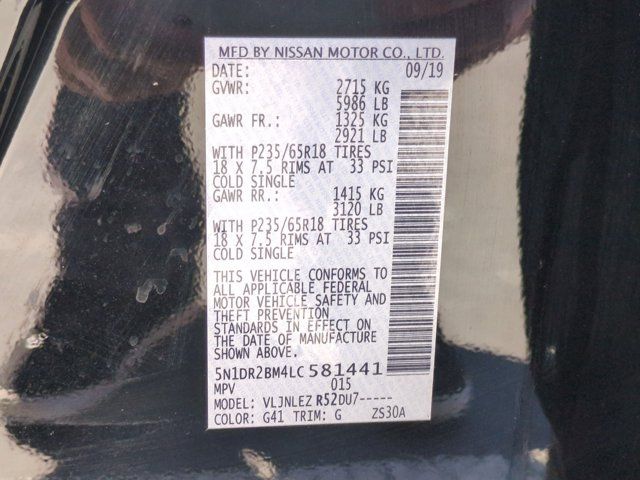 MFD BY NISSAN MOTOR CO., LTD.
DATE: 09/19
GVWR: 2715 KG
5986 LB
GAWR FR.: 1325 KG
2921 LB
WITH P235/65R18 TIRES
18 X 7.5 RIMS AT 33 PSI
COLD SINGLE
GAWR RR.: 1415 KG
3120 LB
WITH P235/65R18 TIRES
18 X 7.5 RIMS AT 33 PSI
COLD SINGLE
THIS VEHICLE CONFORMS TO
ALL APPLICABLE FEDERAL
MOTOR VEHICLE SAFETY AND
THEFT PREVENTION
STANDARDS IN EFFECT ON
THE DATE OF MANUFACTURE
SHOWN ABOVE.
5N1DR2BM4LC581441
MPV 015
MODEL: VLJNLEZ R52DU7-----
COLOR: G41 TRIM: G ZS30A